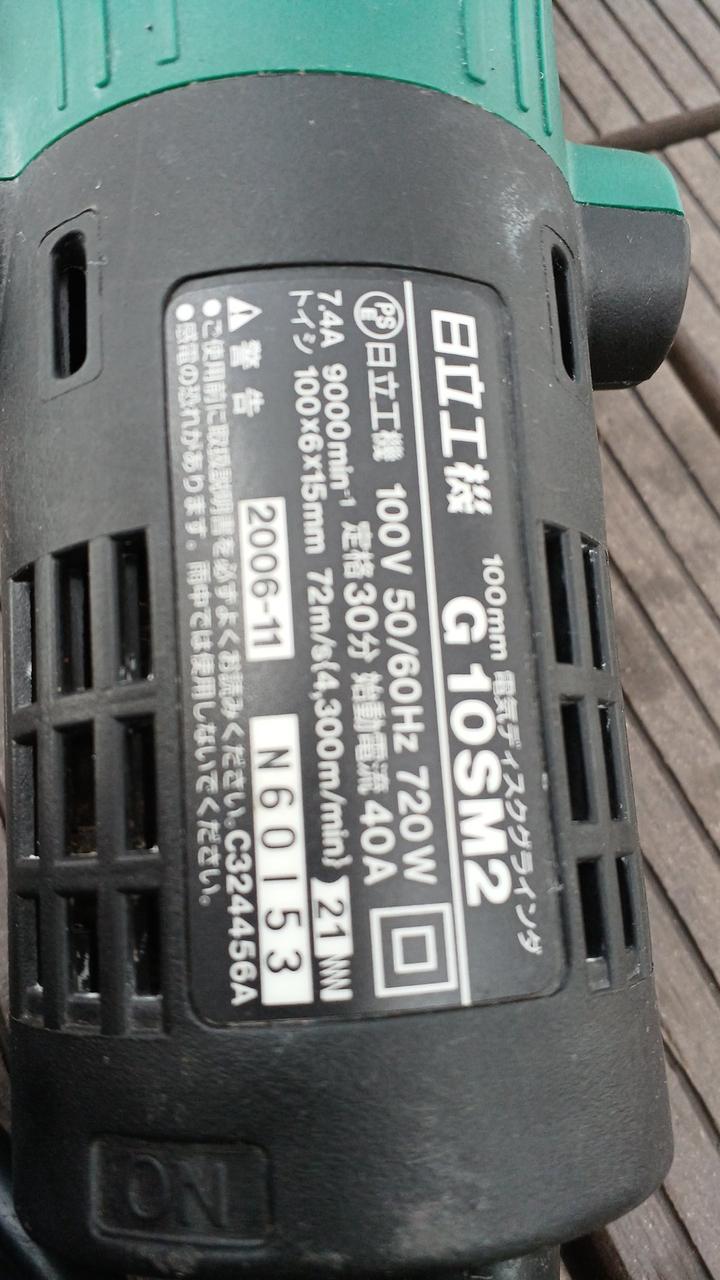 日立工機
100mm 電気ディスクグラインダ
G 10SM2
PSE 日立工機 100V 50/60Hz 720W
7.4A 9000min⁻¹ 定格30分 始動電流 40A
トイシ 100x6x15mm 72m/s{4,300m/min} 21
2006-11 N60153
⚠警告
●ご使用前に取扱説明書を必ずよくお読みください。C324456A
●感電の恐れがあります。雨中では使用しないでください。
ON